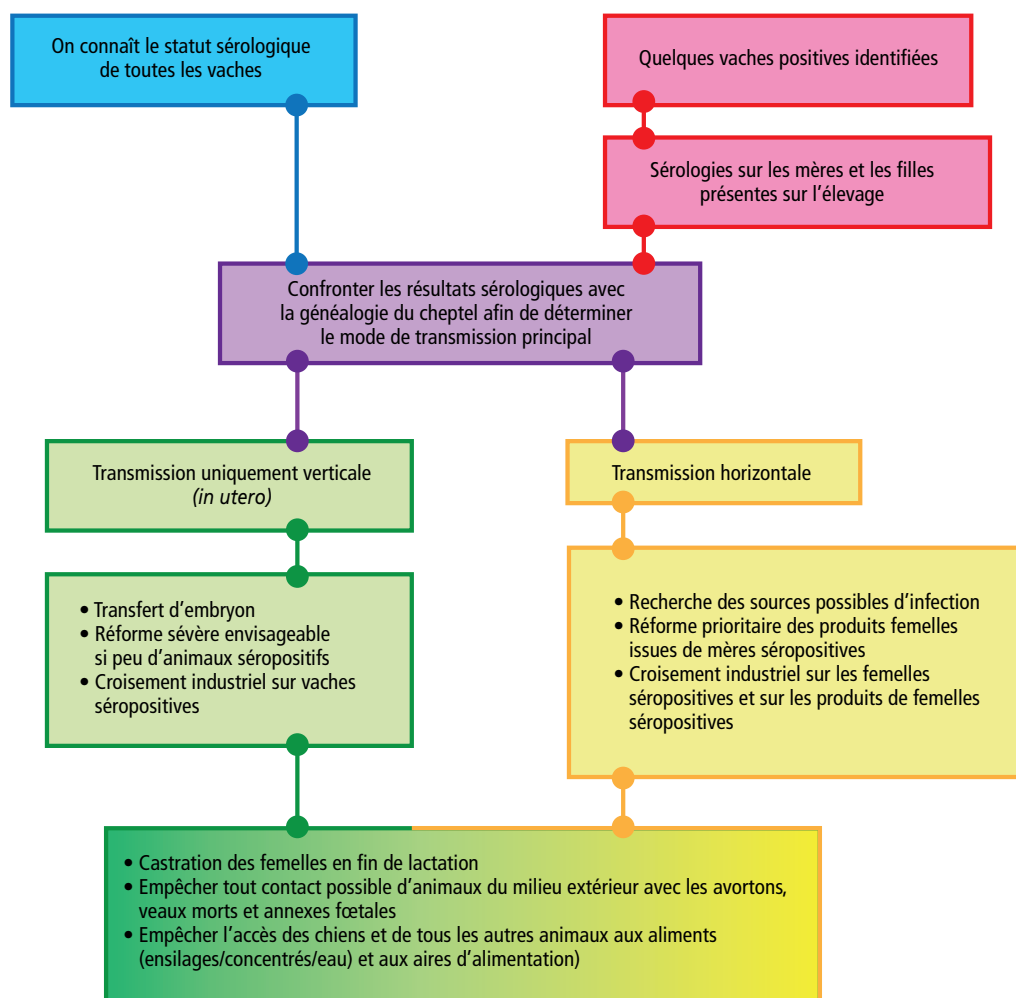 On connaît le statut sérologique
de toutes les vaches
Quelques vaches positives identifiées
Sérologies sur les mères et les filles
présentes sur l'élevage
Confronter les résultats sérologiques avec
la généalogie du cheptel afin de déterminer
le mode de transmission principal
Transmission uniquement verticale
(in utero)
Transmission horizontale
• Transfert d'embryon
• Réforme sévère envisageable
si peu d'animaux séropositifs
• Croisement industriel sur vaches
séropositives
• Recherche des sources possibles d'infection
• Réforme prioritaire des produits femelles
issues de mères séropositives
• Croisement industriel sur les femelles
séropositives et sur les produits de femelles
séropositives
• Castration des femelles en fin de lactation
• Empêcher tout contact possible d'animaux du milieu extérieur avec les avortons,
veaux morts et annexes fœtales
• Empêcher l'accès des chiens et de tous les autres animaux aux aliments
(ensilages/concentrés/eau) et aux aires d'alimentation)